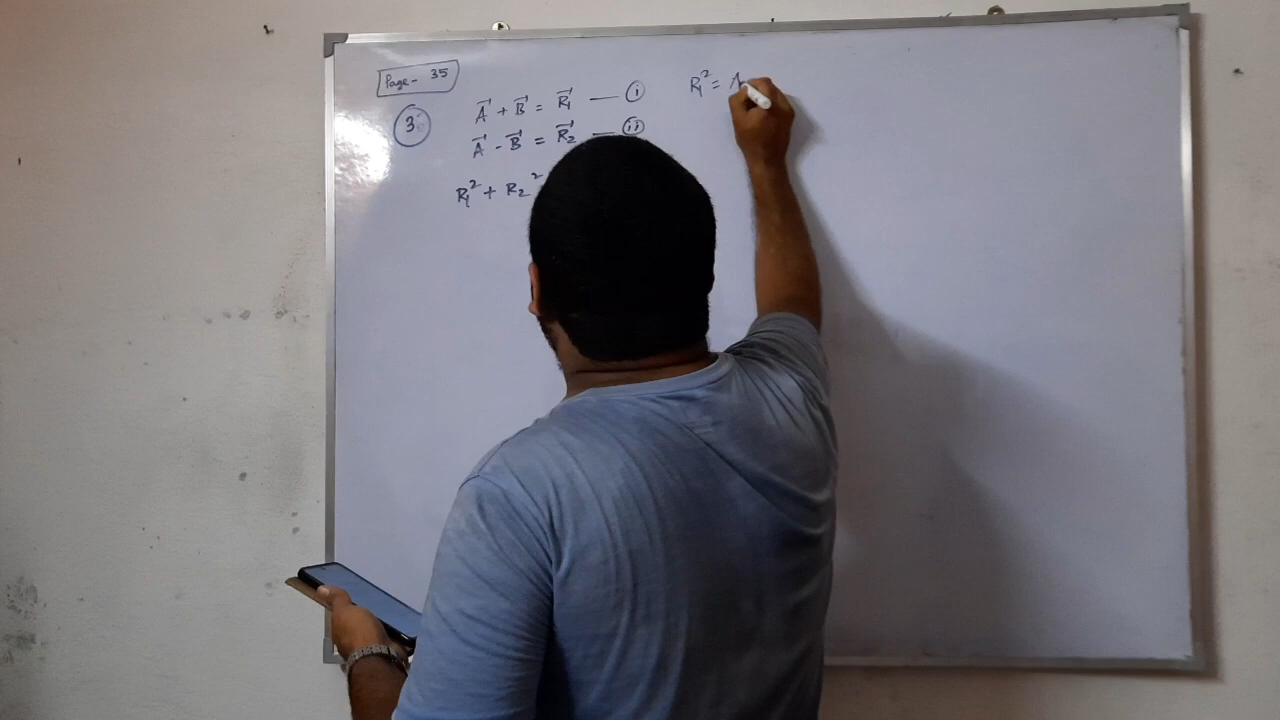 Page - 35
3
A⃗ + B⃗ = R⃗₁ — (i)
A⃗ - B⃗ = R⃗₂ — (ii)
R₁² + R₂²
R₁² = A